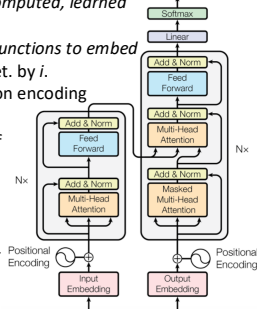 omputed, learned
unctions to embed
et. by i.
on encoding
f
Softmax
Linear
Add & Norm
Feed
Forward
Add & Norm
Multi-Head
Attention
Add & Norm
Masked
Multi-Head
Attention
Nx
Add & Norm
Feed
Forward
Add & Norm
Multi-Head
Attention
Nx
Positional
Encoding
Positional
Encoding
Input
Embedding
Output
Embedding